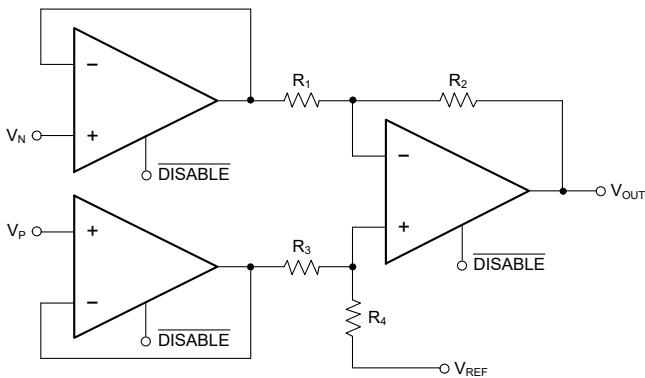 R1
R2
−
VN
+
DISABLE
−
VOUT
VP
+
R3
+
DISABLE
−
R4
DISABLE
VREF